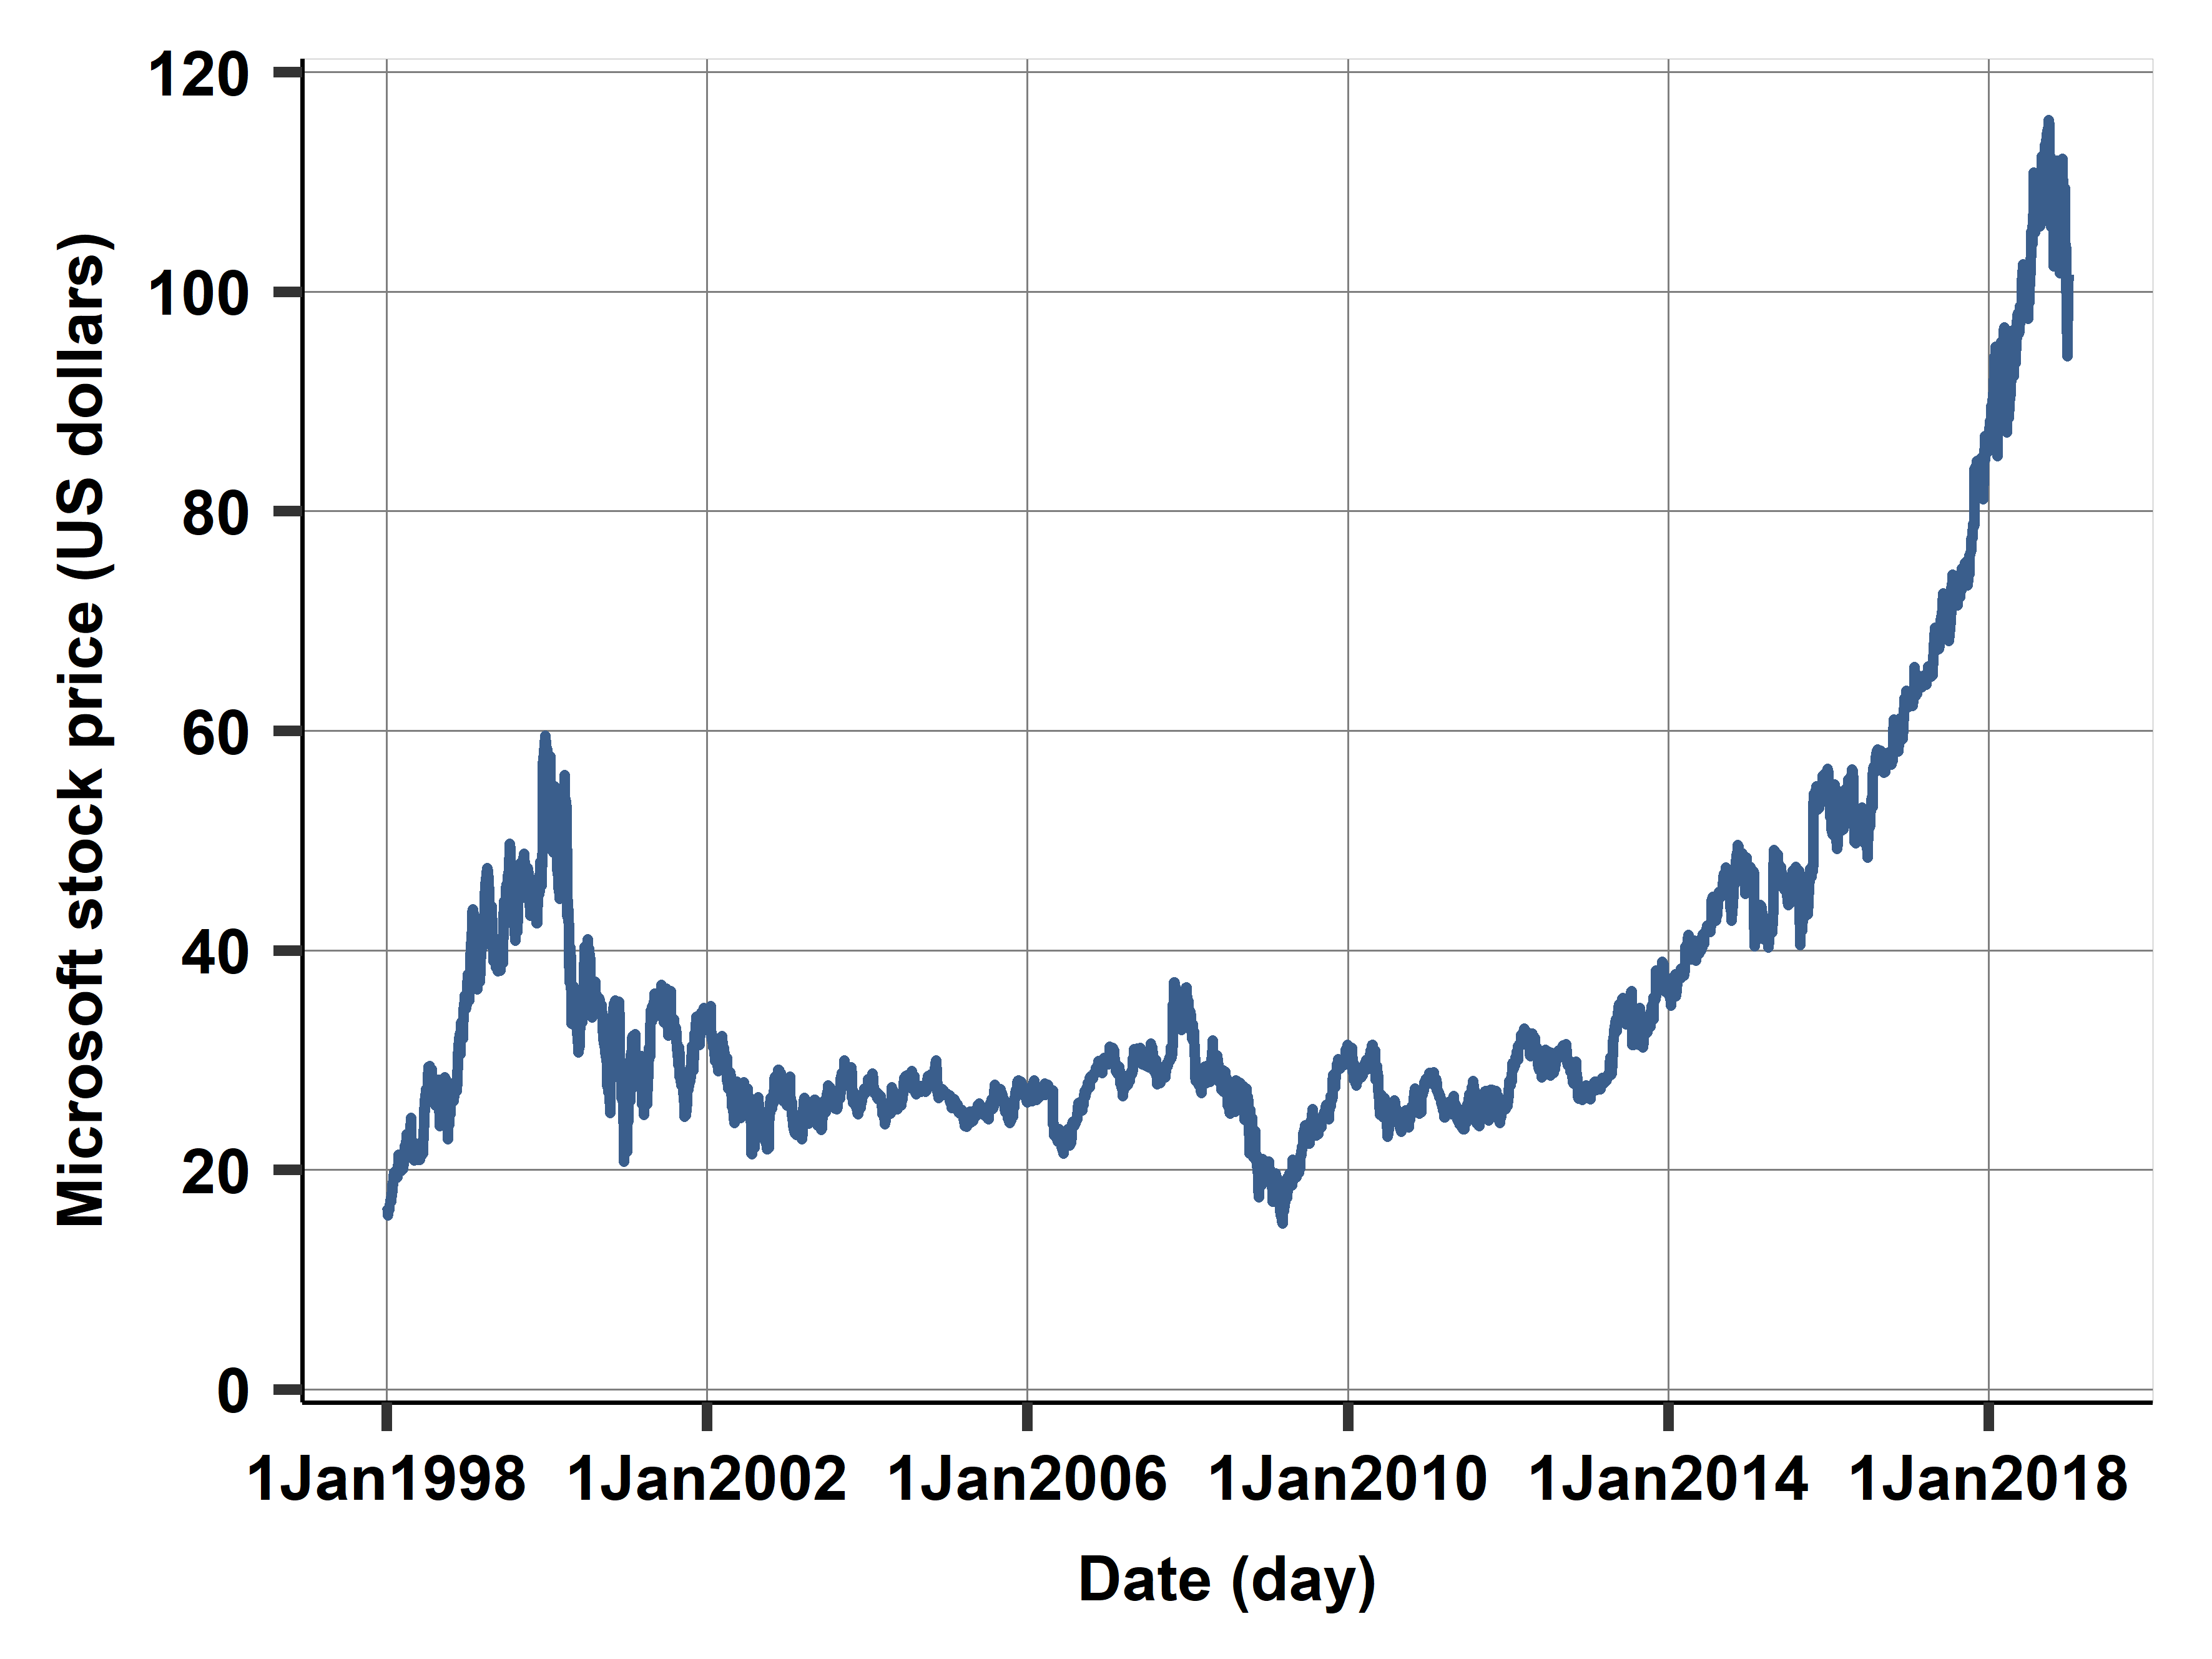 Microsoft stock price (US dollars)
120
100
80
60
40
20
0
1Jan1998 1Jan2002 1Jan2006 1Jan2010 1Jan2014 1Jan2018
Date (day)